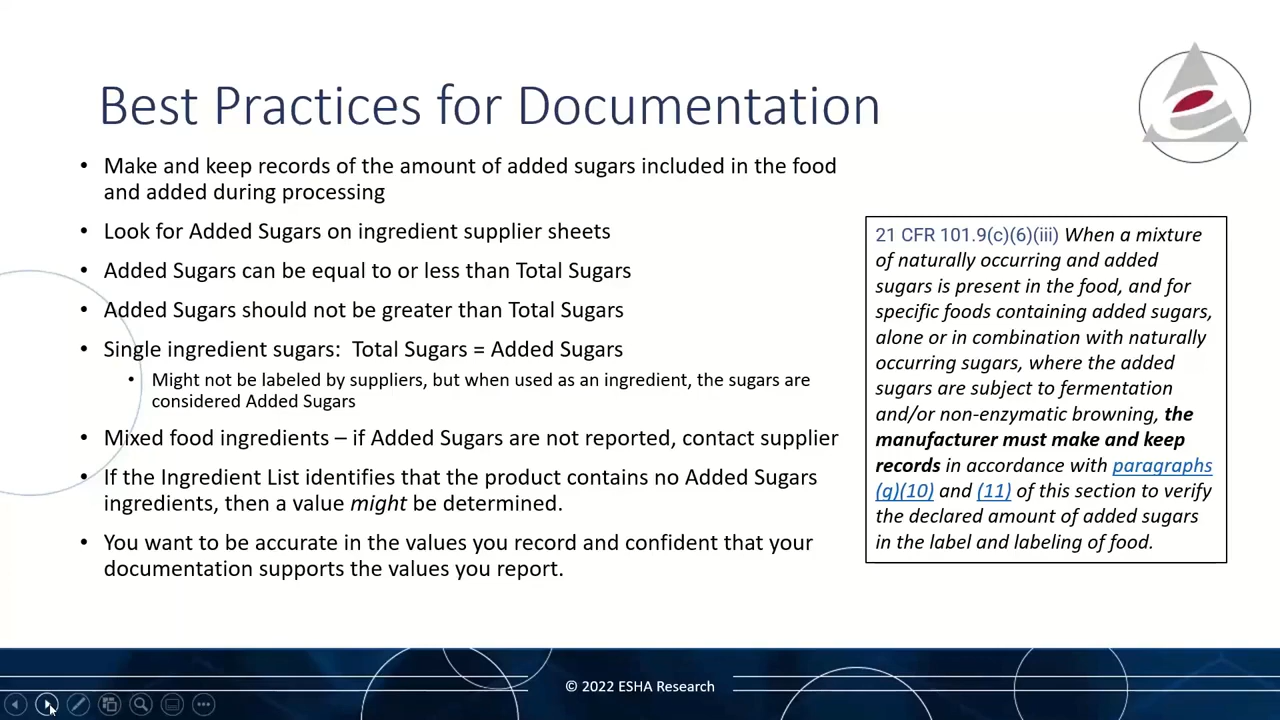 Best Practices for Documentation
• Make and keep records of the amount of added sugars included in the food
and added during processing
• Look for Added Sugars on ingredient supplier sheets
• Added Sugars can be equal to or less than Total Sugars
• Added Sugars should not be greater than Total Sugars
• Single ingredient sugars: Total Sugars = Added Sugars
• Might not be labeled by suppliers, but when used as an ingredient, the sugars are
considered Added Sugars
• Mixed food ingredients – if Added Sugars are not reported, contact supplier
• If the Ingredient List identifies that the product contains no Added Sugars
ingredients, then a value might be determined.
• You want to be accurate in the values you record and confident that your
documentation supports the values you report.
21 CFR 101.9(c)(6)(iii) When a mixture
of naturally occurring and added
sugars is present in the food, and for
specific foods containing added sugars,
alone or in combination with naturally
occurring sugars, where the added
sugars are subject to fermentation
and/or non-enzymatic browning, the
manufacturer must make and keep
records in accordance with paragraphs
(g)(10) and (11) of this section to verify
the declared amount of added sugars
in the label and labeling of food.
© 2022 ESHA Research